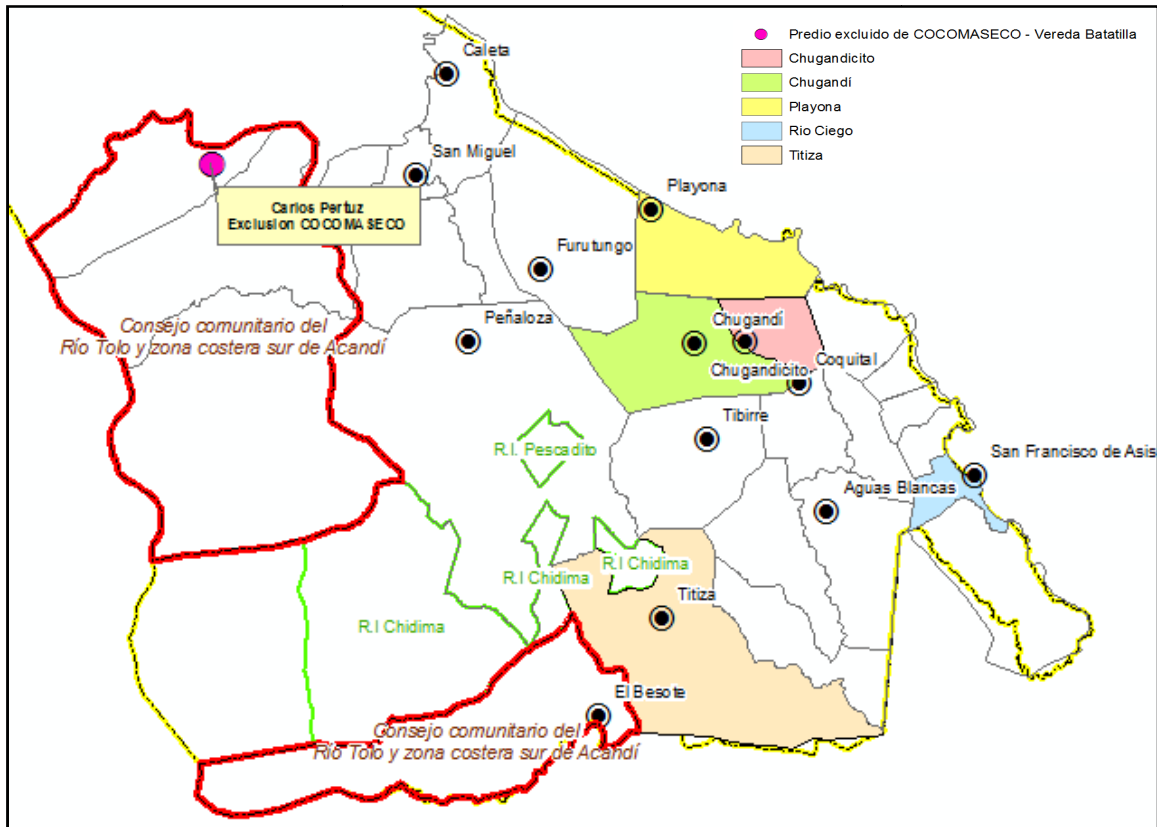 Predio excluido de COCOMASECO - Vereda Batatilla
Chugandicito
Chugandí
Playona
Rio Ciego
Titiza
Caleta
San Miguel
Playona
Carlos Pertuz
Exclusion COCOMASECO
Furutungo
Consejo comunitario del
Río Tolo y zona costera sur de Acandí
Peñaloza
Chugandí
Chugandicito
Coquital
Tibirre
R.I. Pescadito
San Francisco de Asis
Aguas Blancas
R.I Chidima
R.I Chidima
R.I Chidima
Titiza
El Besote
Consejo comunitario del
Río Tolo y zona costera sur de Acandí